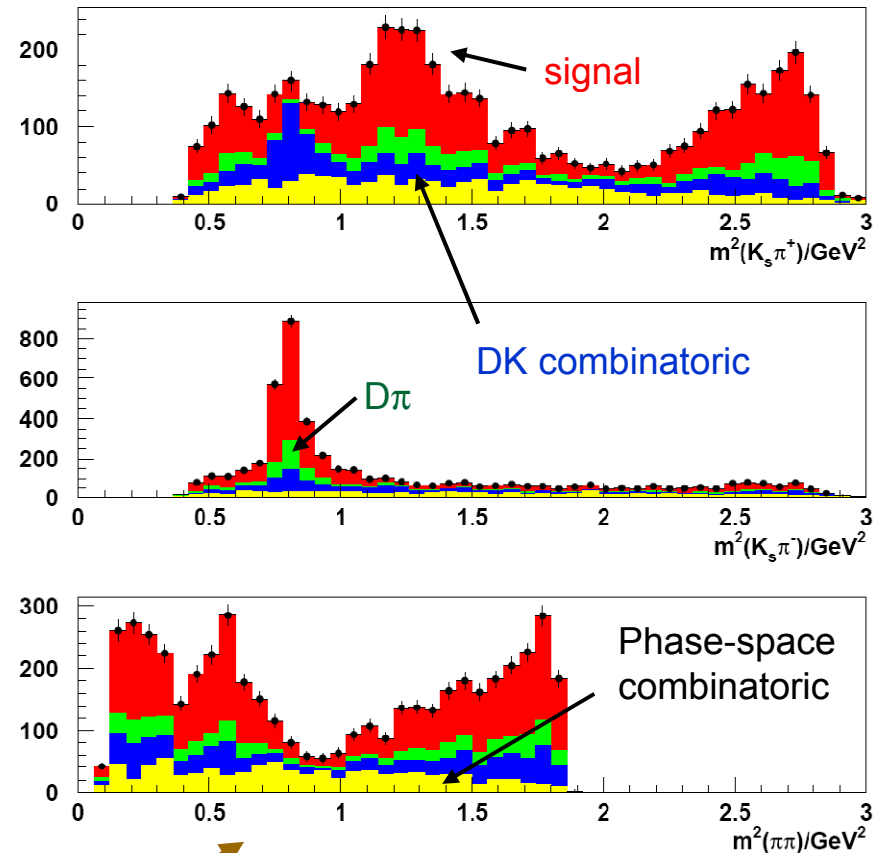 200
signal
100
0
0 0.5 1 1.5 2 2.5 3
m²(Kₛπ⁺)/GeV²
800
DK combinatoric
600
Dπ
400
200
0
0 0.5 1 1.5 2 2.5 3
m²(Kₛπ⁻)/GeV²
300
Phase-space
combinatoric
200
100
0
0 0.5 1 1.5 2 2.5 3
m²(ππ)/GeV²